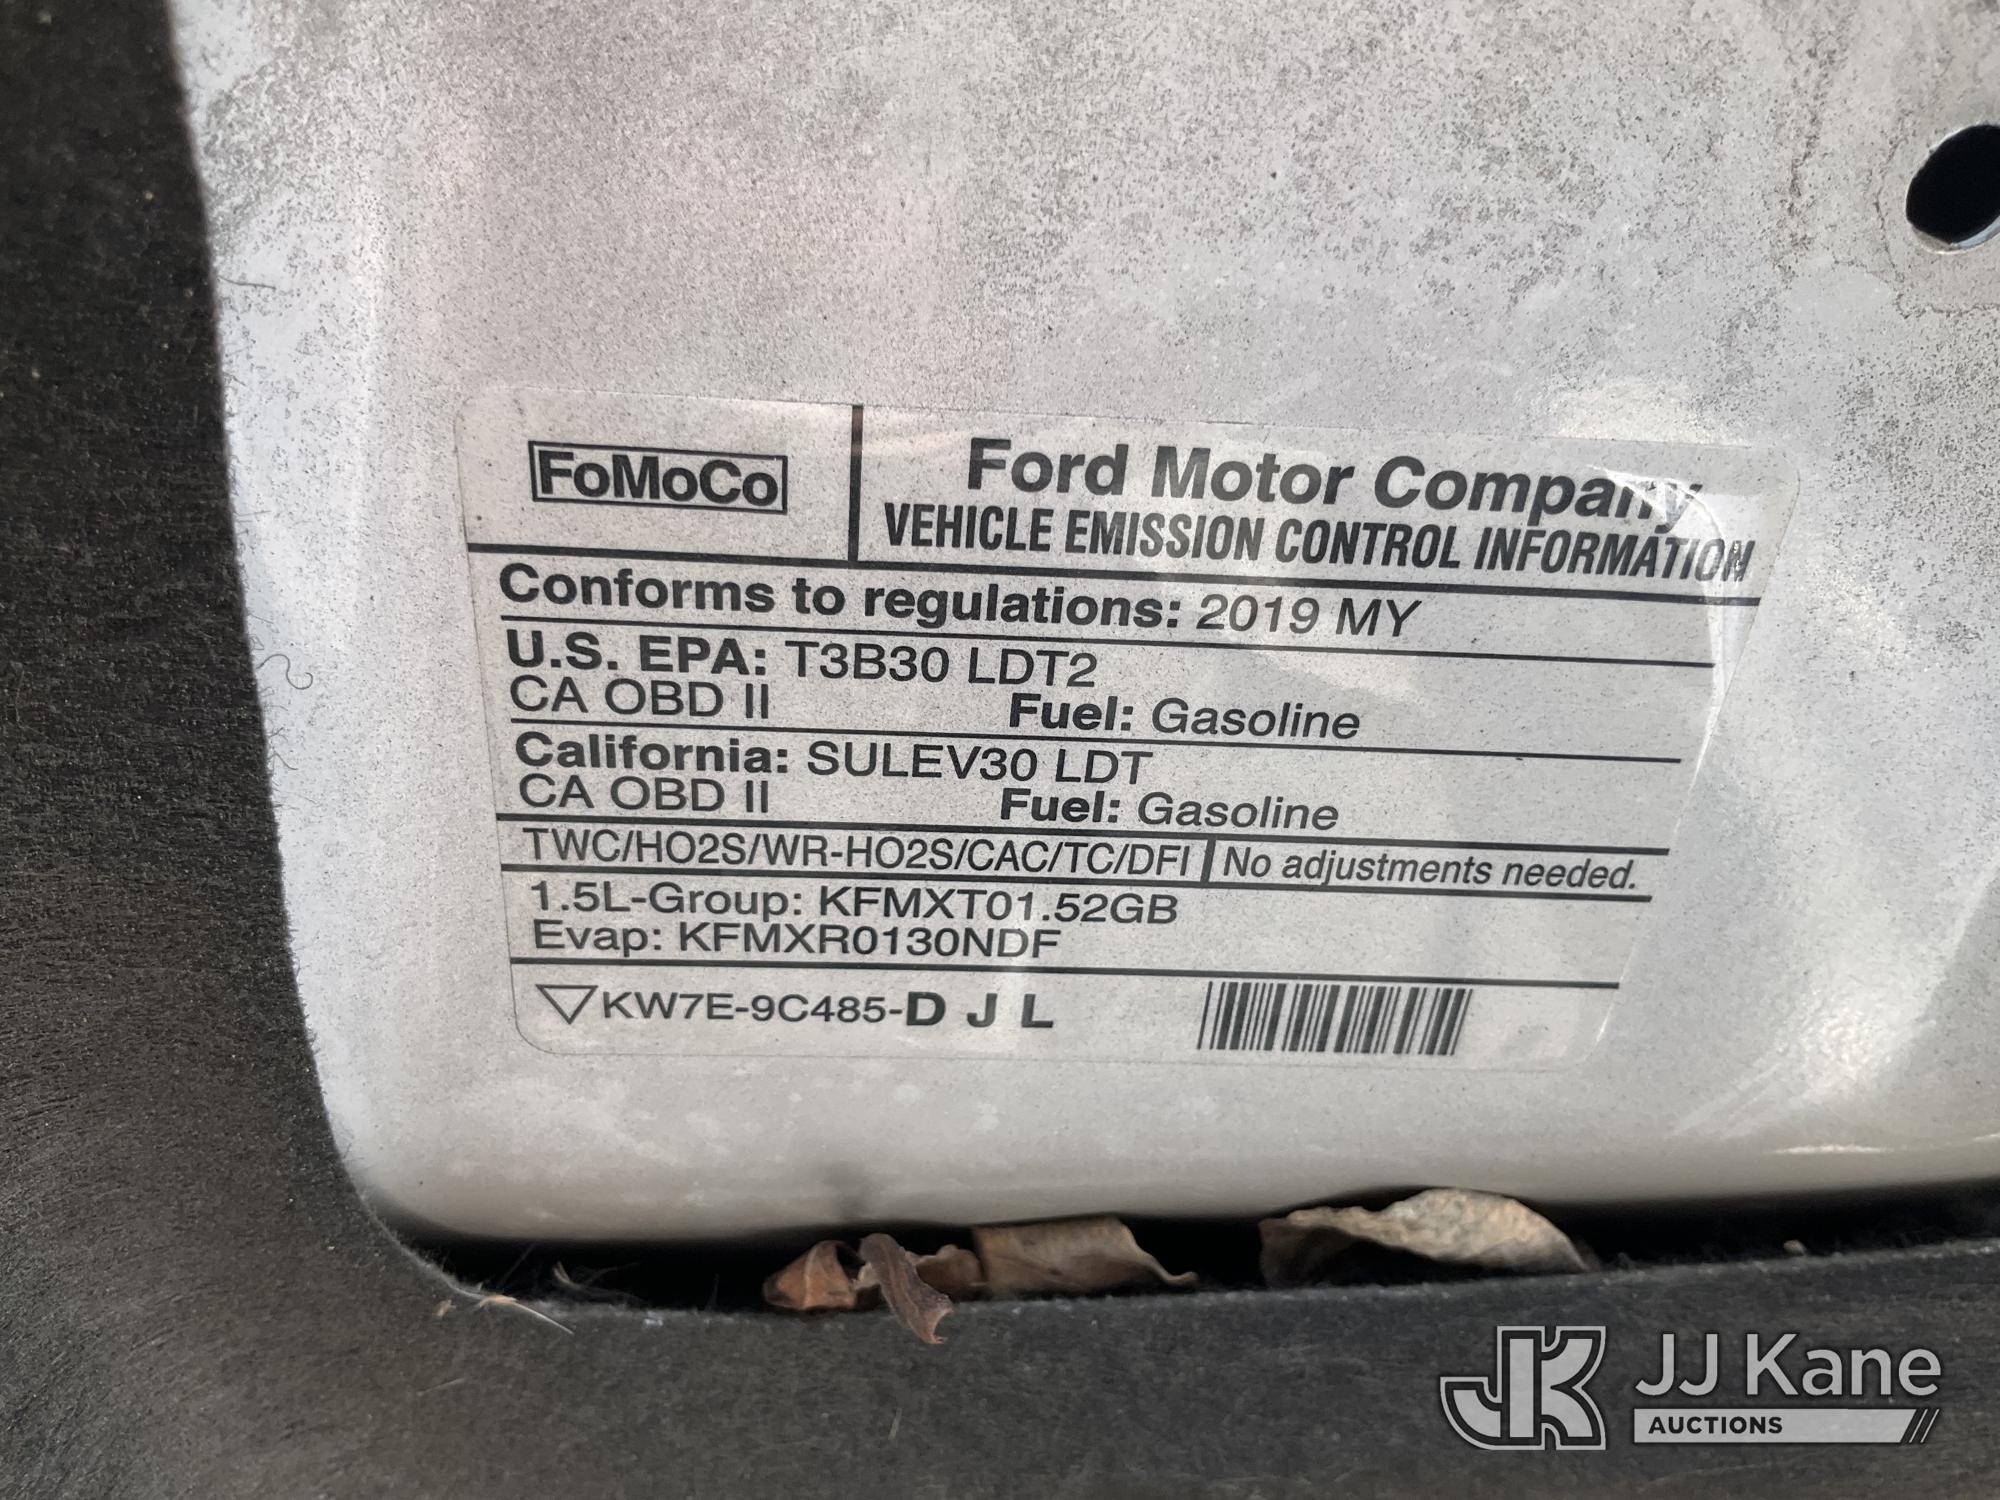 FoMoCo
Ford Motor Company
VEHICLE EMISSION CONTROL INFORMATION
Conforms to regulations: 2019 MY
U.S. EPA: T3B30 LDT2
CA OBD II Fuel: Gasoline
California: SULEV30 LDT
CA OBD II Fuel: Gasoline
TWC/HO2S/WR-HO2S/CAC/TC/DFI No adjustments needed.
1.5L-Group: KFMXT01.52GB
Evap: KFMXR0130NDF
KW7E-9C485-D J L
JK JJ Kane
AUCTIONS